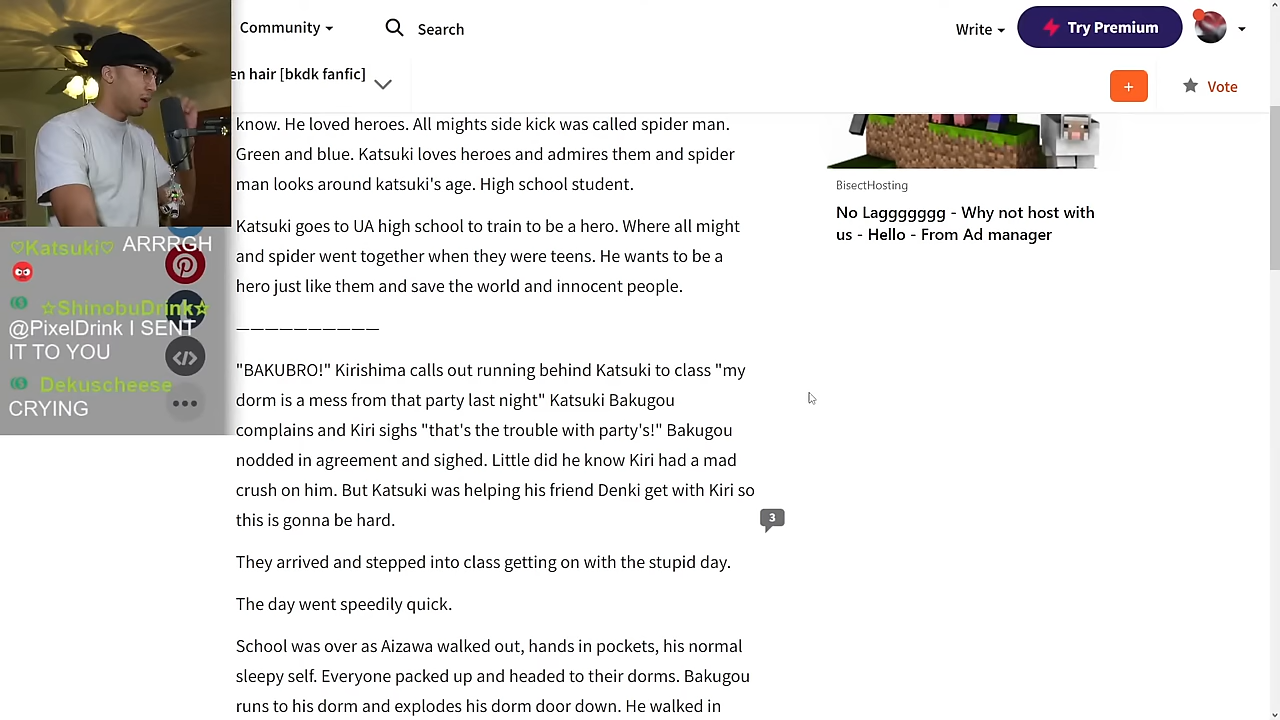 Community
Search
Write
Try Premium
en hair [bkdk fanfic]
+
Vote
know. He loved heroes. All mights side kick was called spider man.
Green and blue. Katsuki loves heroes and admires them and spider
man looks around katsuki's age. High school student.
Katsuki goes to UA high school to train to be a hero. Where all might
and spider went together when they were teens. He wants to be a
hero just like them and save the world and innocent people.
——————————
"BAKUBRO!" Kirishima calls out running behind Katsuki to class "my
dorm is a mess from that party last night" Katsuki Bakugou
complains and Kiri sighs "that's the trouble with party's!" Bakugou
nodded in agreement and sighed. Little did he know Kiri had a mad
crush on him. But Katsuki was helping his friend Denki get with Kiri so
this is gonna be hard.
3
They arrived and stepped into class getting on with the stupid day.
The day went speedily quick.
School was over as Aizawa walked out, hands in pockets, his normal
sleepy self. Everyone packed up and headed to their dorms. Bakugou
runs to his dorm and explodes his dorm door down. He walked in
BisectHosting
No Laggggggg - Why not host with
us - Hello - From Ad manager
♡Katsuki♡ ARRRGH
☆ShinobuDrink☆
@PixelDrink I SENT
IT TO YOU
Dekuscheese
CRYING